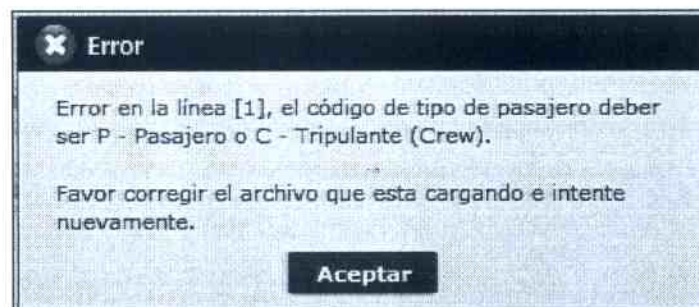 Error
Error en la línea [1], el código de tipo de pasajero deber
ser P - Pasajero o C - Tripulante (Crew).
Favor corregir el archivo que esta cargando e intente
nuevamente.
Aceptar